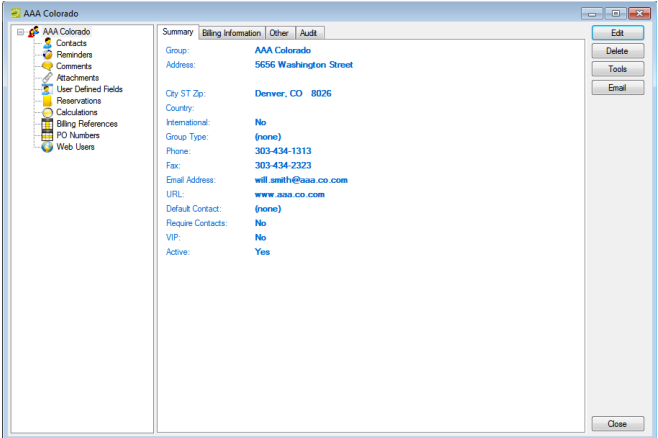 AAA Colorado
AAA Colorado
Contacts
Reminders
Comments
Attachments
User Defined Fields
Reservations
Calculations
Billing References
PO Numbers
Web Users
Summary Billing Information Other Audit
Group: AAA Colorado
Address: 5656 Washington Street
City ST Zip: Denver, CO 8026
Country:
International: No
Group Type: (none)
Phone: 303-434-1313
Fax: 303-434-2323
Email Address: will.smith@aaa.co.com
URL: www.aaa.co.com
Default Contact: (none)
Require Contacts: No
VIP: No
Active: Yes
Edit
Delete
Tools
Email
Close